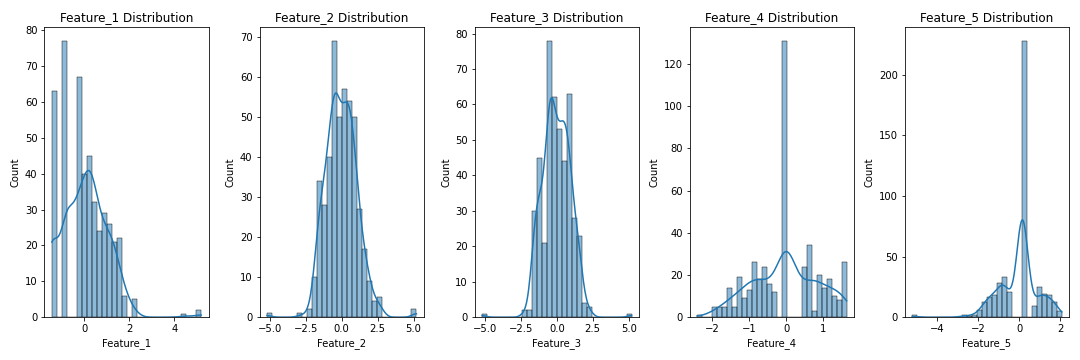 Feature_1 Distribution
80
70
60
50
40
30
20
10
0
Count
0 2 4
Feature_1
Feature_2 Distribution
70
60
50
40
30
20
10
0
Count
−5.0 −2.5 0.0 2.5 5.0
Feature_2
Feature_3 Distribution
80
70
60
50
40
30
20
10
0
Count
−5.0 −2.5 0.0 2.5 5.0
Feature_3
Feature_4 Distribution
120
100
80
60
40
20
0
Count
−2 −1 0 1
Feature_4
Feature_5 Distribution
200
150
100
50
0
Count
−4 −2 0 2
Feature_5